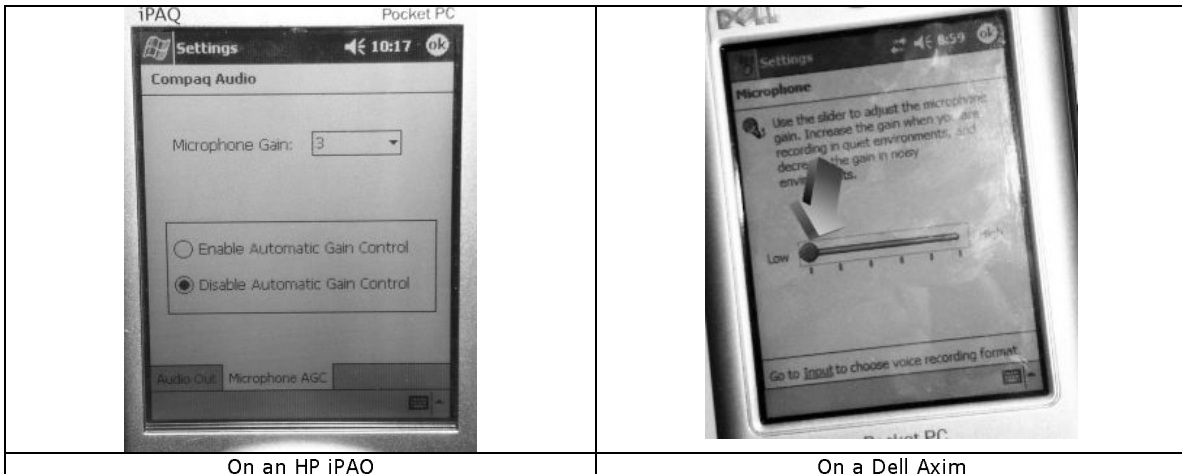 iPAQ Pocket PC
Settings 10:17 ok
Compaq Audio
Microphone Gain: 3
Enable Automatic Gain Control
Disable Automatic Gain Control
Audio Out Microphone AGC
On an HP iPAQ
DELL
Settings 8:59 ok
Microphone
Use the slider to adjust the microphone
gain. Increase the gain when you are
recording in quiet environments, and
the gain in noisy
Low
Go to Input to choose voice recording format.
Pocket PC
On a Dell Axim